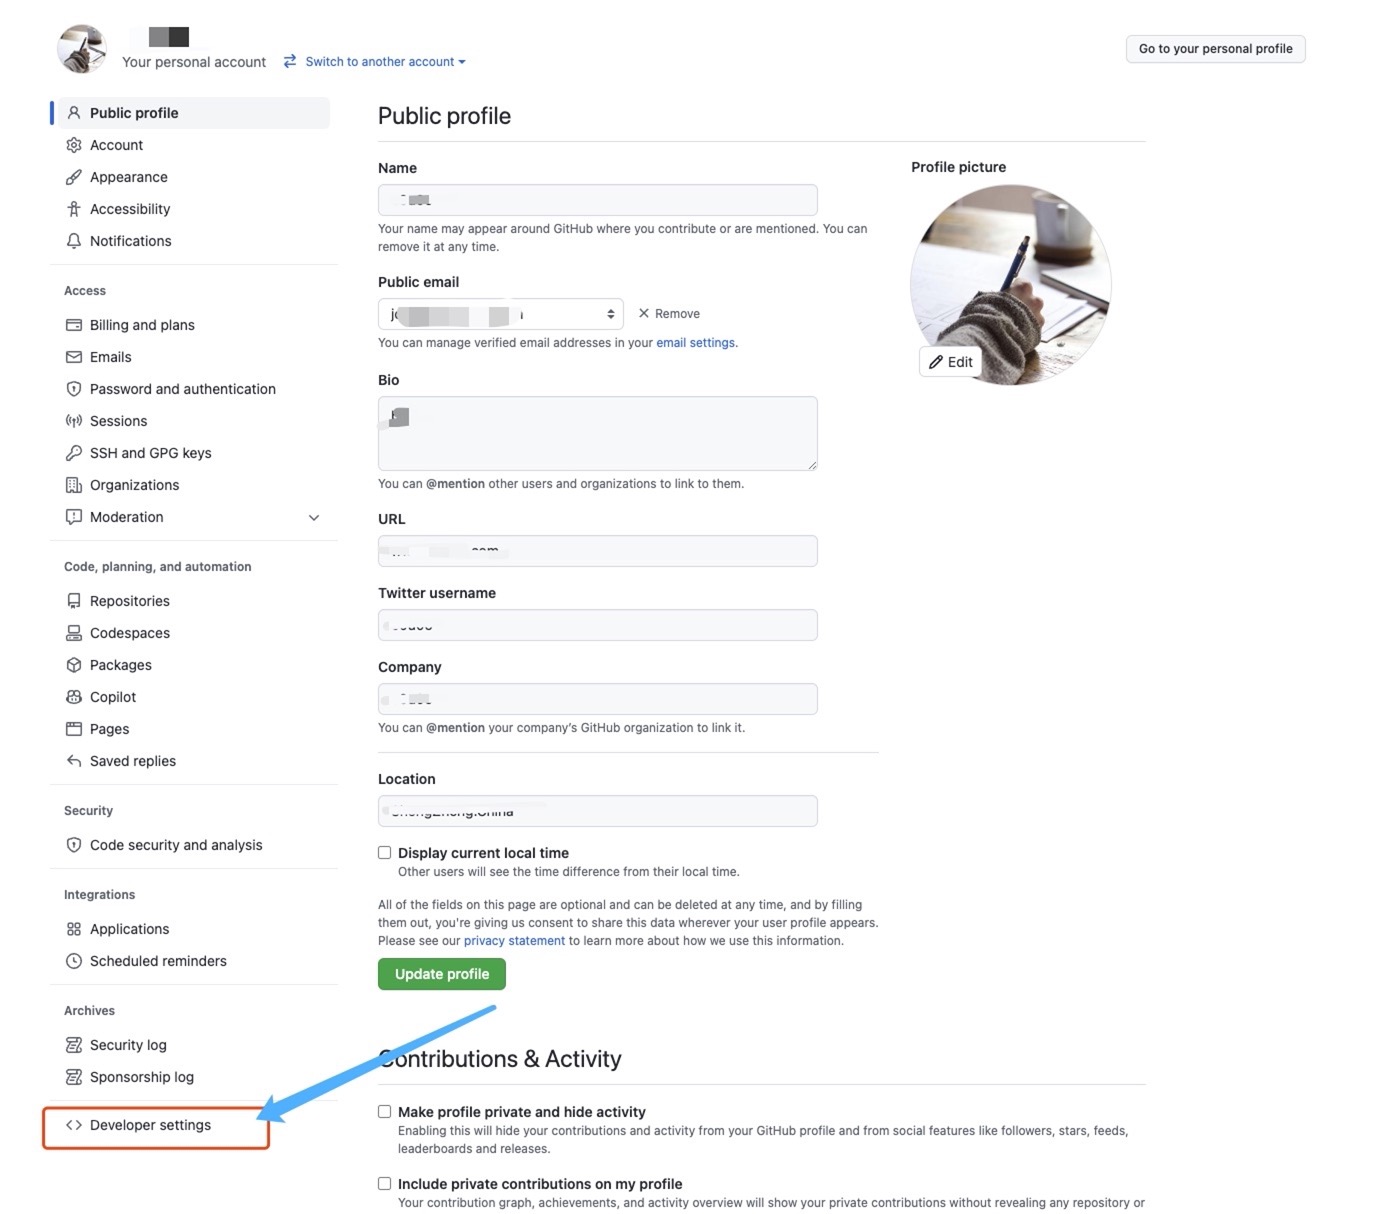 Your personal account
Switch to another account
Go to your personal profile
Public profile
Account
Appearance
Accessibility
Notifications
Access
Billing and plans
Emails
Password and authentication
Sessions
SSH and GPG keys
Organizations
Moderation
Code, planning, and automation
Repositories
Codespaces
Packages
Copilot
Pages
Saved replies
Security
Code security and analysis
Integrations
Applications
Scheduled reminders
Archives
Security log
Sponsorship log
Developer settings
Public profile
Name
Your name may appear around GitHub where you contribute or are mentioned. You can
remove it at any time.
Public email
Remove
You can manage verified email addresses in your email settings.
Bio
You can @mention other users and organizations to link to them.
URL
Twitter username
Company
You can @mention your company's GitHub organization to link it.
Location
Display current local time
Other users will see the time difference from their local time.
All of the fields on this page are optional and can be deleted at any time, and by filling
them out, you're giving us consent to share this data wherever your user profile appears.
Please see our privacy statement to learn more about how we use this information.
Update profile
Profile picture
Edit
Contributions & Activity
Make profile private and hide activity
Enabling this will hide your contributions and activity from your GitHub profile and from social features like followers, stars, feeds,
leaderboards and releases.
Include private contributions on my profile
Your contribution graph, achievements, and activity overview will show your private contributions without revealing any repository or